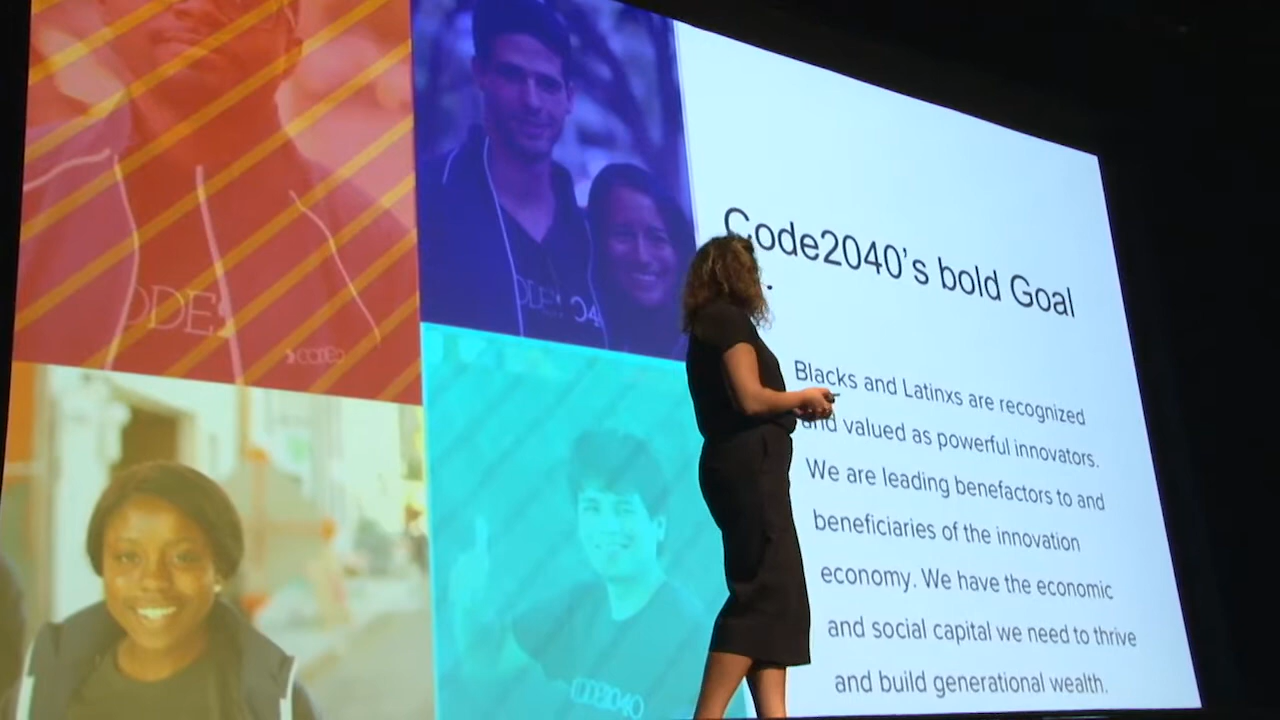 Code2040's bold Goal
Blacks and Latinxs are recognized
and valued as powerful innovators.
We are leading benefactors to and
beneficiaries of the innovation
economy. We have the economic
and social capital we need to thrive
and build generational wealth.
CODE2040